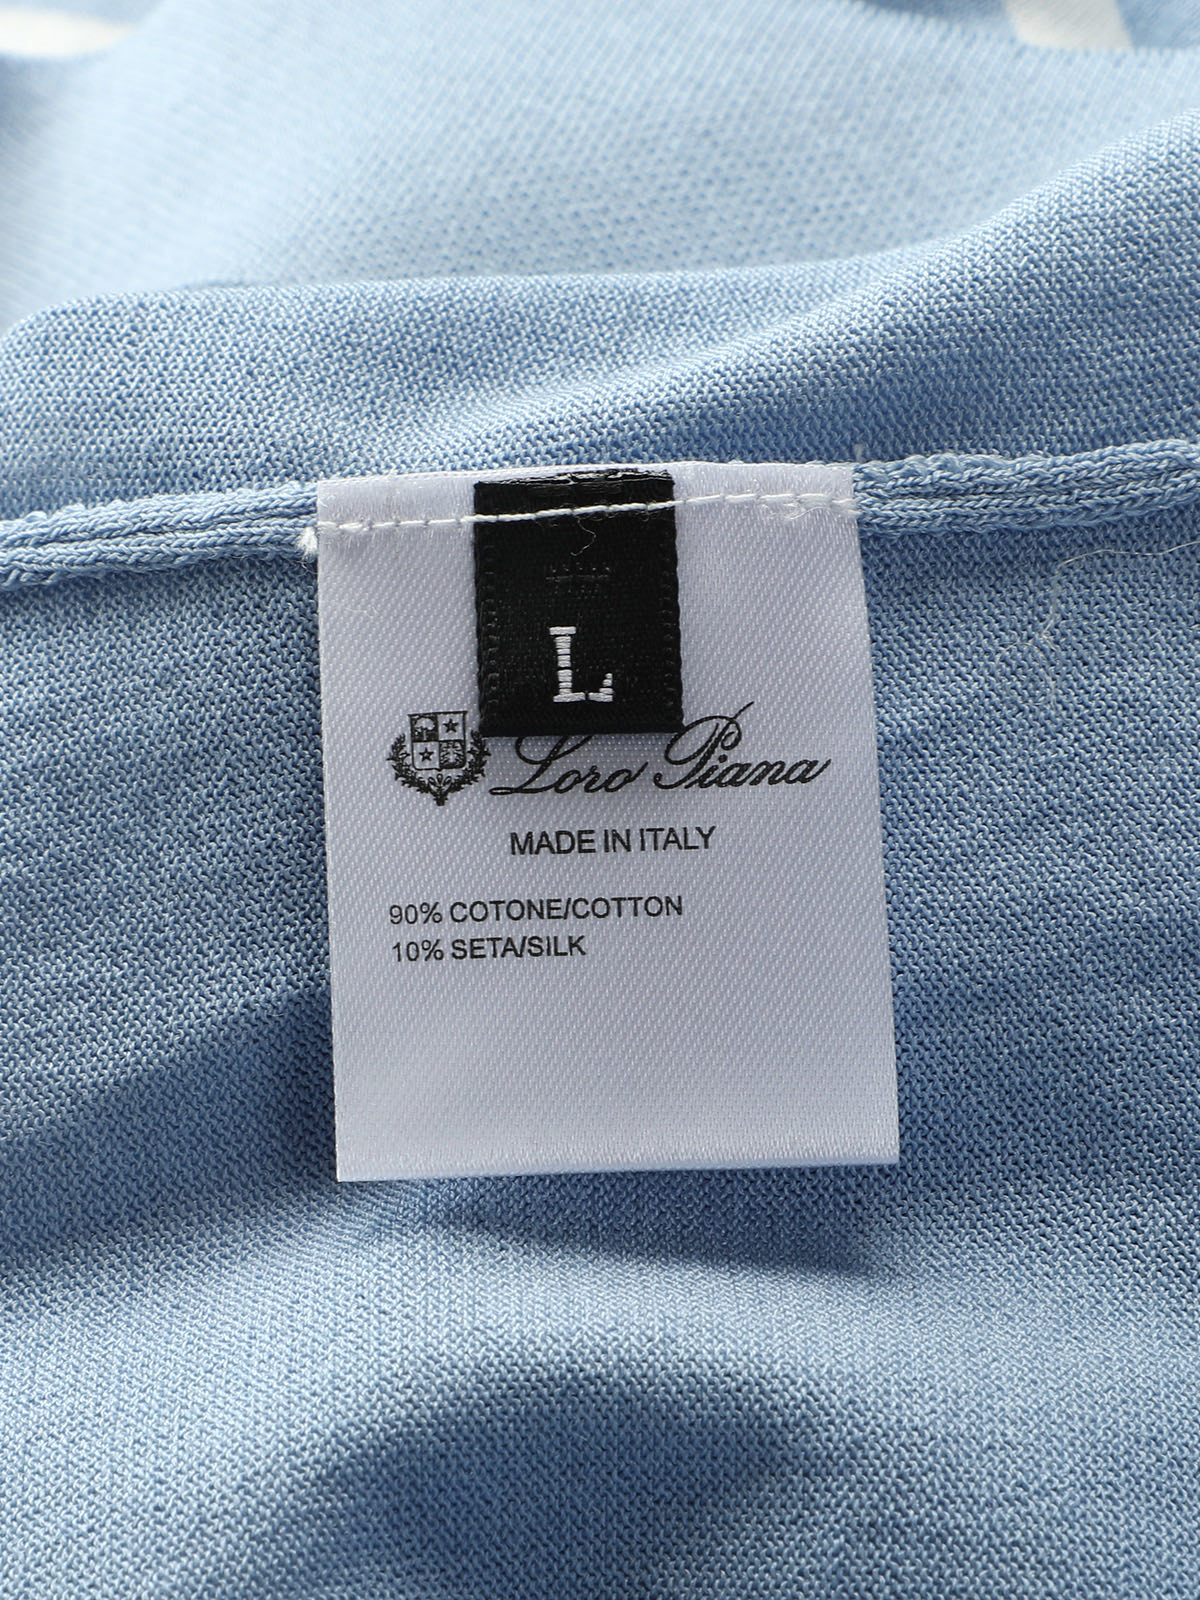 L
Loro Piana
MADE IN ITALY
90% COTONE/COTTON
10% SETA/SILK